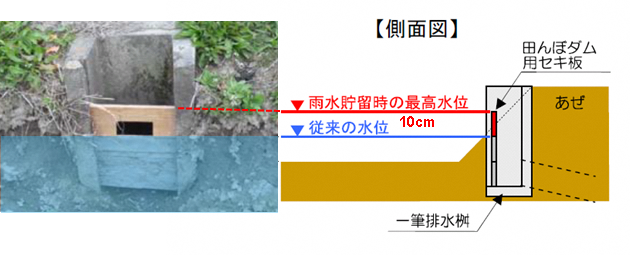 【側面図】
田んぼダム
用セキ板
雨水貯留時の最高水位
10cm
あぜ
従来の水位
一筆排水桝